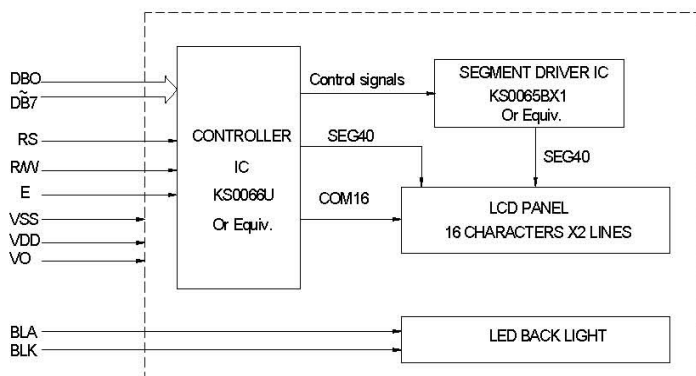 DBO
~
DB7
RS
R/W
E
VSS
VDD
VO
BLA
BLK
CONTROLLER
IC
KS0066U
Or Equiv.
Control signals
SEG40
COM16
SEGMENT DRIVER IC
KS0065BX1
Or Equiv.
SEG40
LCD PANEL
16 CHARACTERS X2 LINES
LED BACK LIGHT